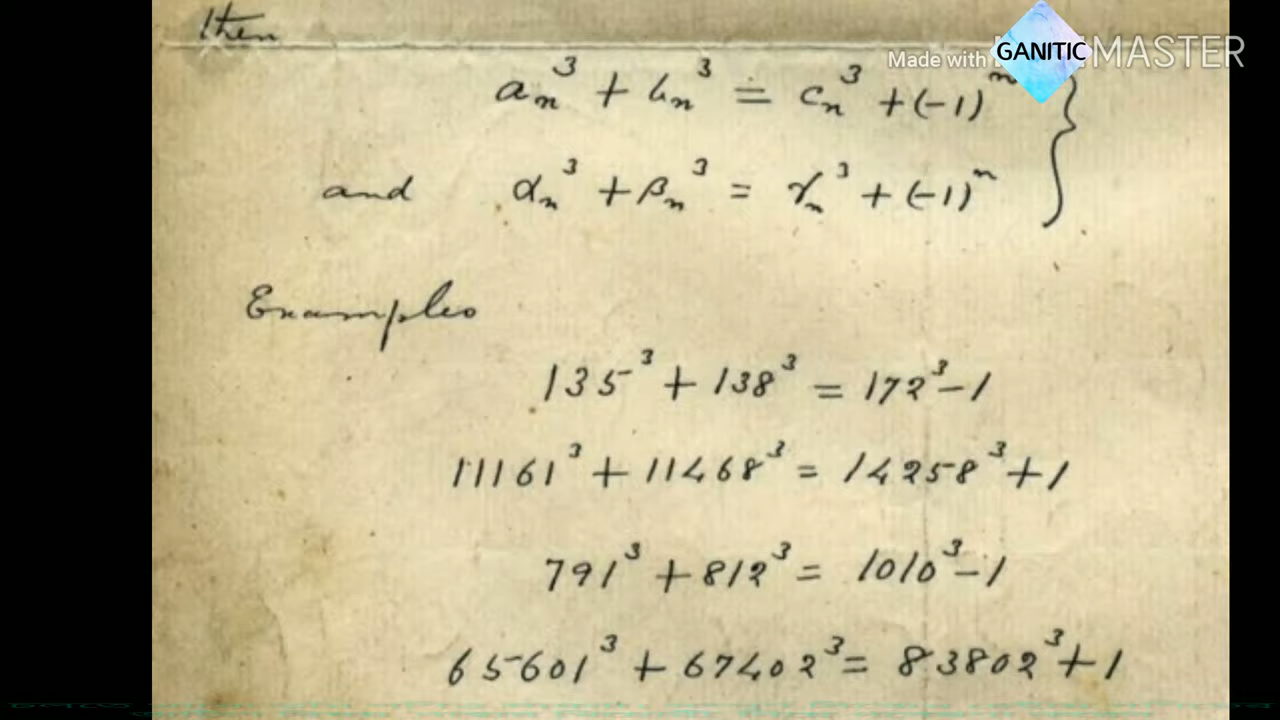 then
Made with
GANITIC MASTER
aₙ³ + bₙ³ = cₙ³ + (-1)ⁿ
and αₙ³ + βₙ³ = γₙ³ + (-1)ⁿ
Examples
135³ + 138³ = 172³ - 1
11161³ + 11468³ = 14258³ + 1
791³ + 812³ = 1010³ - 1
65601³ + 67402³ = 83802³ + 1